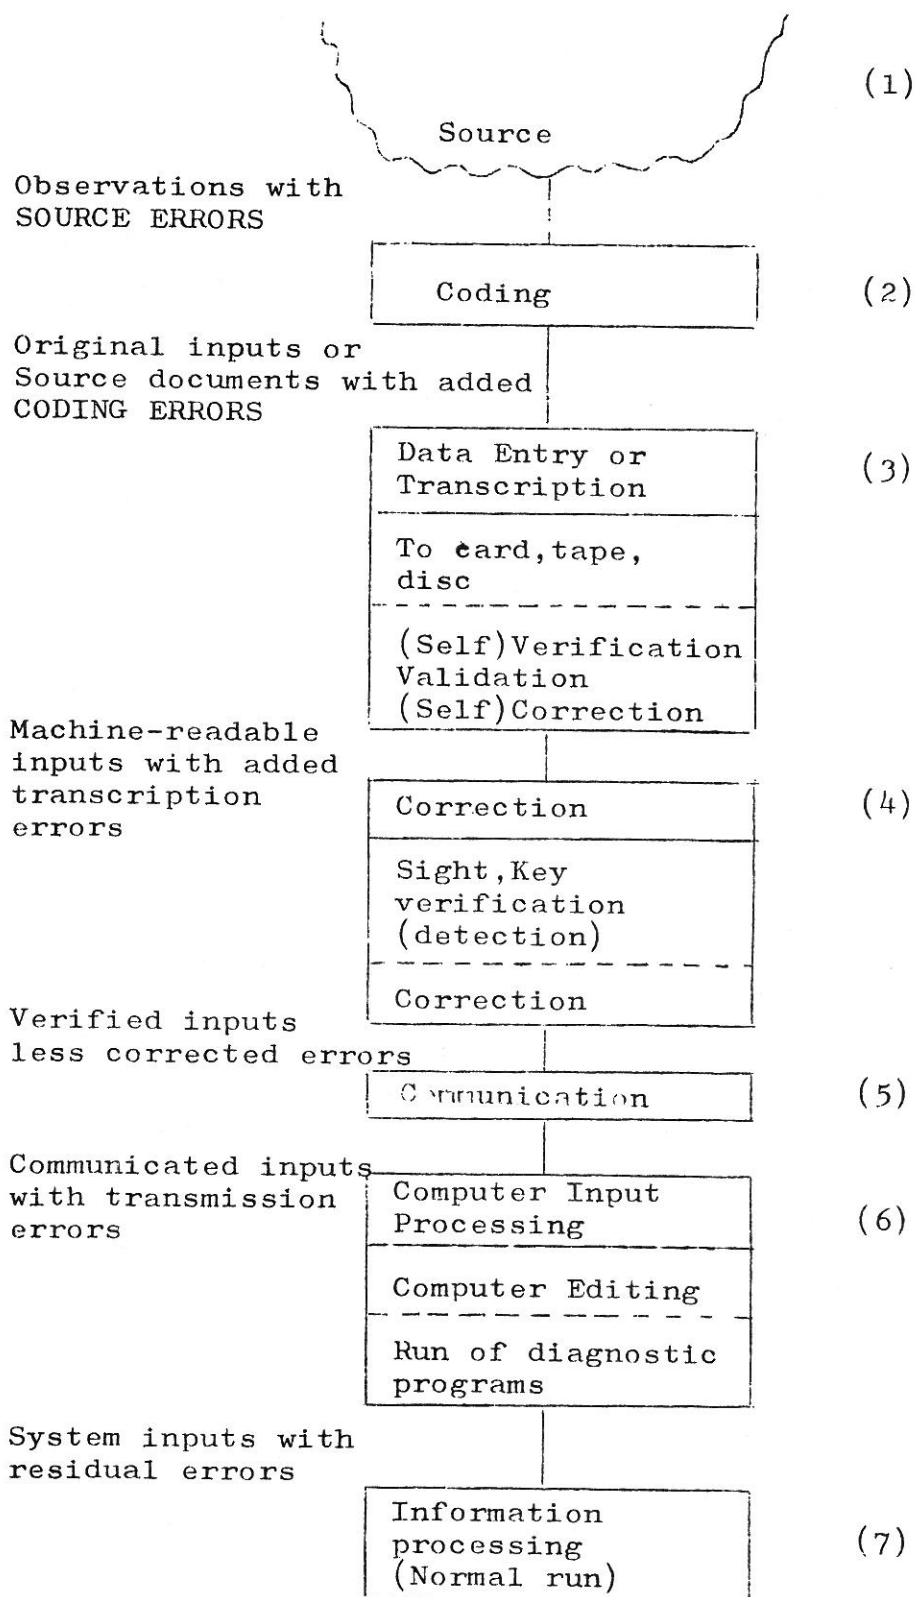 (1)
Source
Observations with
SOURCE ERRORS
Coding
(2)
Original inputs or
Source documents with added
CODING ERRORS
Data Entry or
Transcription
(3)
To card,tape,
disc
(Self)Verification
Validation
(Self)Correction
Machine-readable
inputs with added
transcription
errors
Correction
(4)
Sight,Key
verification
(detection)
Correction
Verified inputs
less corrected errors
Communication
(5)
Communicated inputs
with transmission
errors
Computer Input
Processing
(6)
Computer Editing
Run of diagnostic
programs
System inputs with
residual errors
Information
processing
(Normal run)
(7)